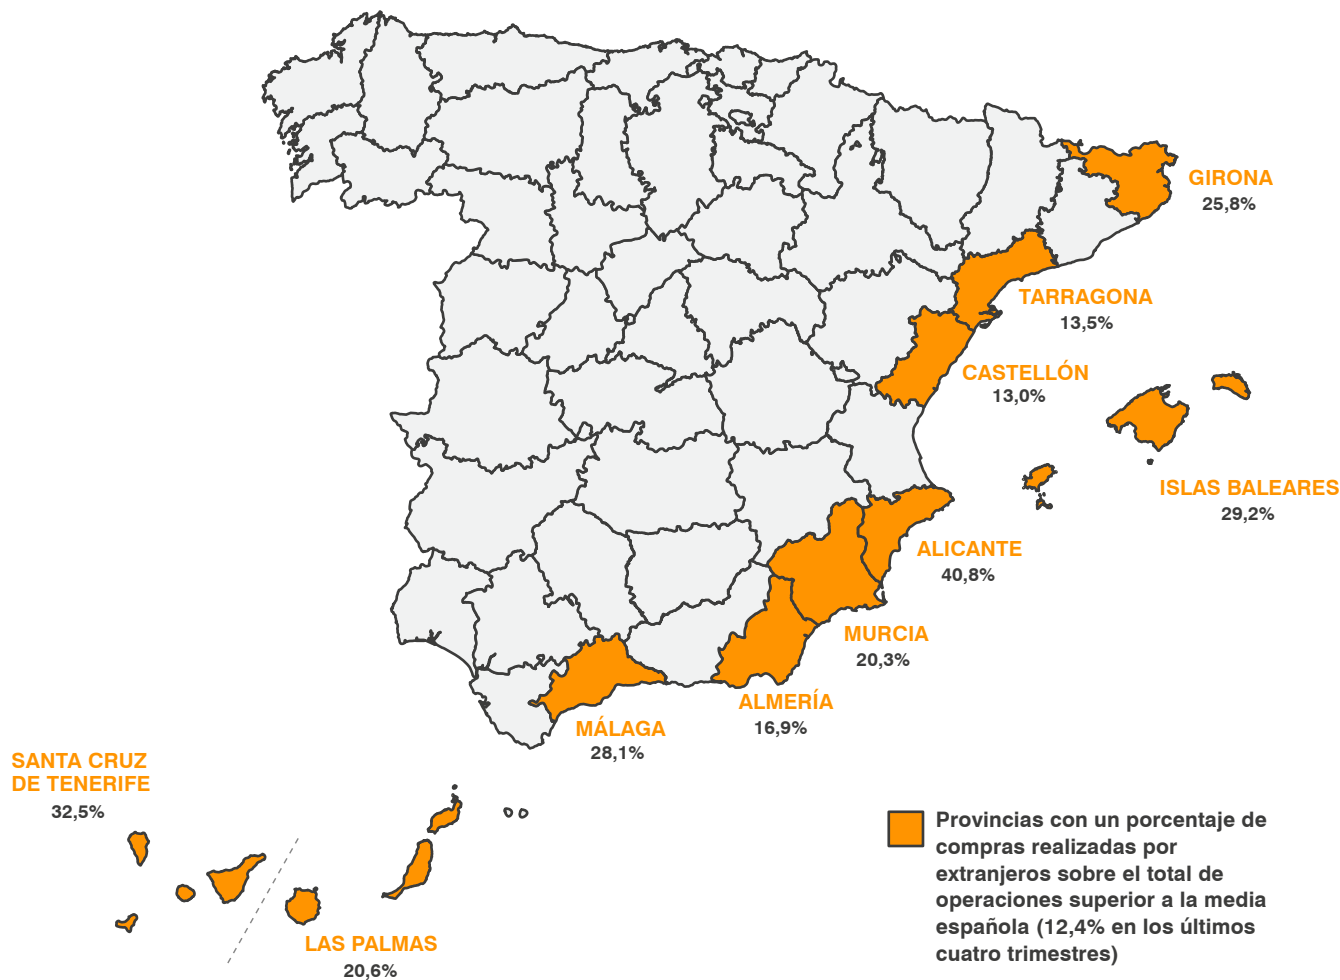 GIRONA
25,8%
TARRAGONA
13,5%
CASTELLÓN
13,0%
ISLAS BALEARES
29,2%
ALICANTE
40,8%
MURCIA
20,3%
ALMERÍA
16,9%
MÁLAGA
28,1%
SANTA CRUZ
DE TENERIFE
32,5%
LAS PALMAS
20,6%
Provincias con un porcentaje de
compras realizadas por
extranjeros sobre el total de
operaciones superior a la media
española (12,4% en los últimos
cuatro trimestres)